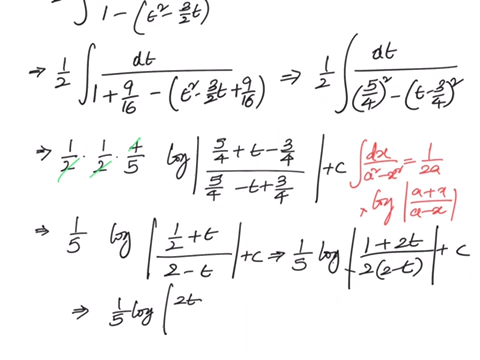 ∫ 1 - (t² - 3/2 t)
⇒ 1/2 ∫ dt / (1 + 9/16 - (t² - 3/2 t + 9/16)) ⇒ 1/2 ∫ dt / ((5/4)² - (t - 3/4)²)
⇒ 1/2 · 1/2 · 4/5 log | (5/4 + t - 3/4) / (5/4 - t + 3/4) | + c ∫ dx / (a² - x²) = 1/2a
× log | (a+x) / (a-x) |
⇒ 1/5 log | (1/2 + t) / (2 - t) | + c ⇒ 1/5 log | (1 + 2t) / (2(2-t)) | + c
⇒ 1/5 log | 2t